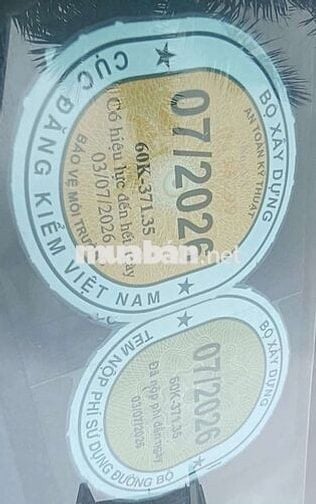 BỘ XÂY DỰNG
AN TOÀN KỸ THUẬT
07/2026
60K-371.35
Có hiệu lực đến hết ngày
03/07/2026
BẢO VỆ MÔI TRƯ
CỤC ĐĂNG KIỂM VIỆT NAM
muaban.net
BỘ XÂY DỰNG
07/2026
60K-371.35
Đã nộp phí đến ngày
03/07/2026
TEM NỘP PHÍ SỬ DỤNG ĐƯỜNG BỘ